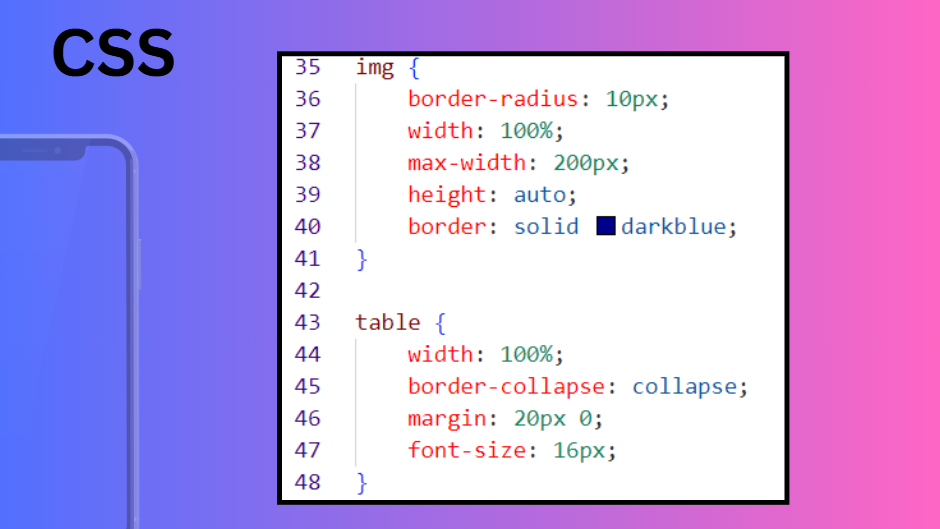 CSS
35 img {
36 border-radius: 10px;
37 width: 100%;
38 max-width: 200px;
39 height: auto;
40 border: solid darkblue;
41 }
42
43 table {
44 width: 100%;
45 border-collapse: collapse;
46 margin: 20px 0;
47 font-size: 16px;
48 }